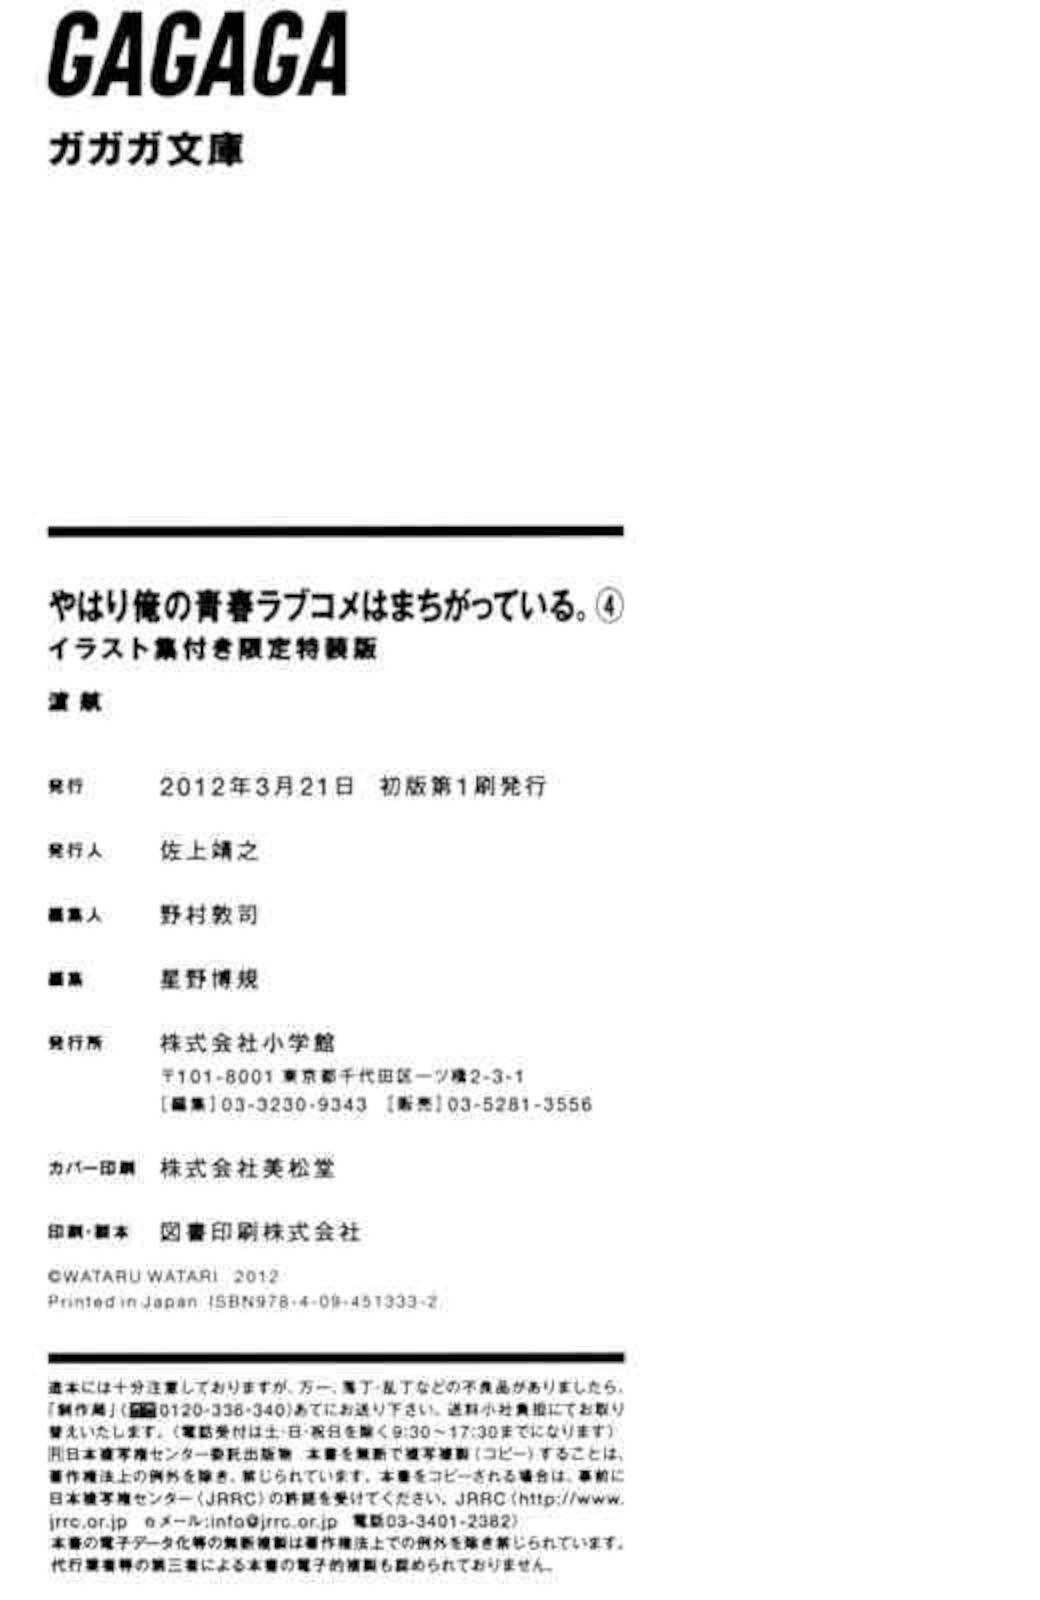 GAGAGA
ガガガ文庫
やはり俺の青春ラブコメはまちがっている。④
イラスト集付き限定特装版
渡 航
発行 2012年3月21日 初版第1刷発行
発行人 佐上靖之
編集人 野村敦司
編集 星野博規
発行所 株式会社小学館
〒101-8001 東京都千代田区一ツ橋2-3-1
[編集]03-3230-9343 [販売]03-5281-3556
カバー印刷 株式会社美松堂
印刷・製本 図書印刷株式会社
©WATARU WATARI 2012
Printed in Japan ISBN978-4-09-451333-2
造本には十分注意しておりますが、万一、落丁・乱丁などの不良品がありましたら、
「制作局」(0120-336-340)あてにお送り下さい。送料小社負担にてお取り
替えいたします。(電話受付は土・日・祝日を除く9:30〜17:30までになります)
日本複写権センター委託出版物 本書を無断で複写複製(コピー)することは、
著作権法上の例外を除き、禁じられています。本書をコピーされる場合は、事前に
日本複写権センター(JRRC)の許諾を受けてください。JRRC(http://www.
jrrc.or.jp eメール:info@jrrc.or.jp 電話03-3401-2382)
本書の電子データ化等の無断複製は著作権法上での例外を除き禁じられています。
代行業者等の第三者による本書の電子的複製も認められておりません。